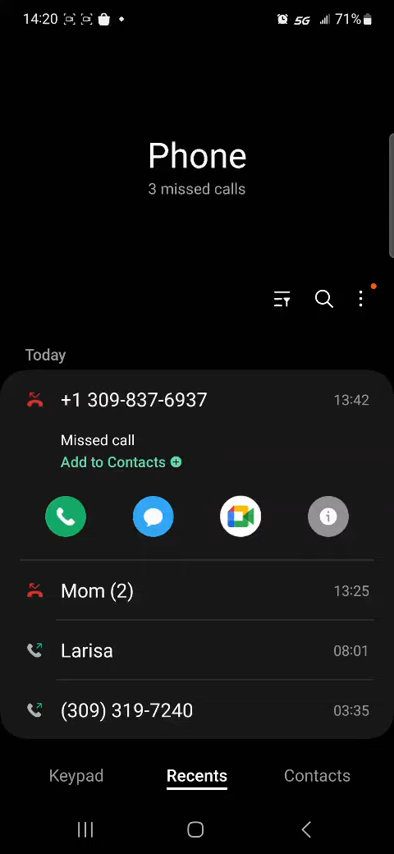 14:20 5G 71%
Phone
3 missed calls
Today
+1 309-837-6937 13:42
Missed call
Add to Contacts
Mom (2) 13:25
Larisa 08:01
(309) 319-7240 03:35
Keypad Recents Contacts